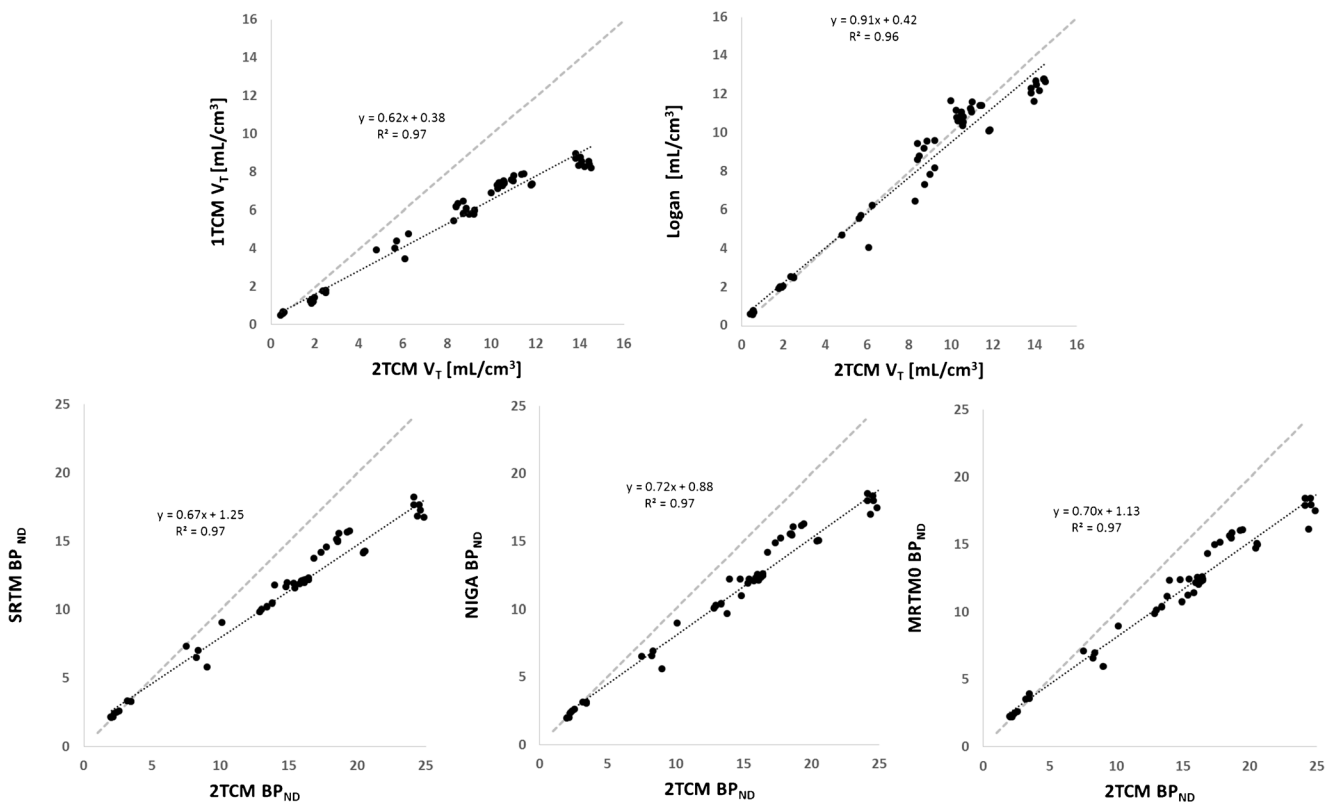 16
14
12
10
8
6
4
2
0
0 2 4 6 8 10 12 14 16
1TCM V_T [mL/cm³]
2TCM V_T [mL/cm³]
y = 0.62x + 0.38
R² = 0.97
16
14
12
10
8
6
4
2
0
0 2 4 6 8 10 12 14 16
Logan [mL/cm³]
2TCM V_T [mL/cm³]
y = 0.91x + 0.42
R² = 0.96
25
20
15
10
5
0
0 5 10 15 20 25
SRTM BP_ND
2TCM BP_ND
y = 0.67x + 1.25
R² = 0.97
25
20
15
10
5
0
0 5 10 15 20 25
NIGA BP_ND
2TCM BP_ND
y = 0.72x + 0.88
R² = 0.97
25
20
15
10
5
0
0 5 10 15 20 25
MRTM0 BP_ND
2TCM BP_ND
y = 0.70x + 1.13
R² = 0.97